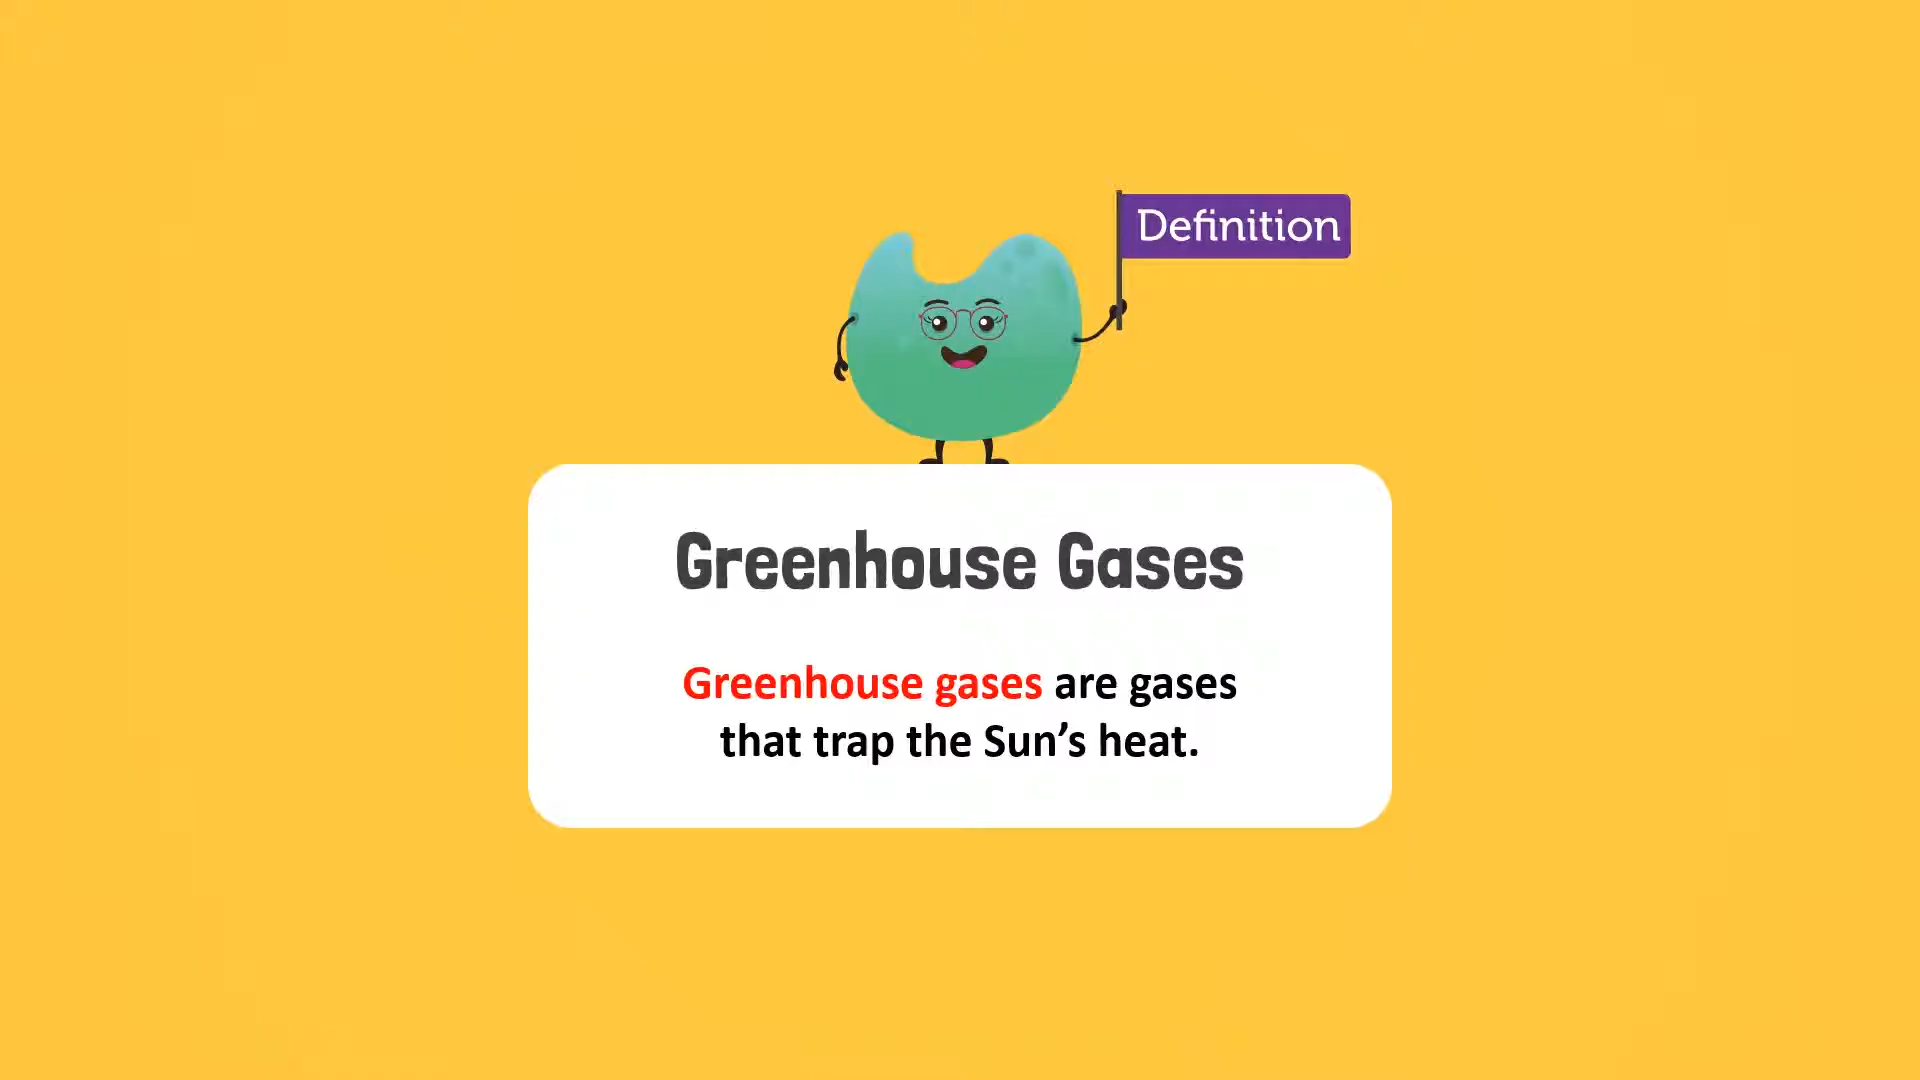 Definition
Greenhouse Gases
Greenhouse gases are gases
that trap the Sun’s heat.